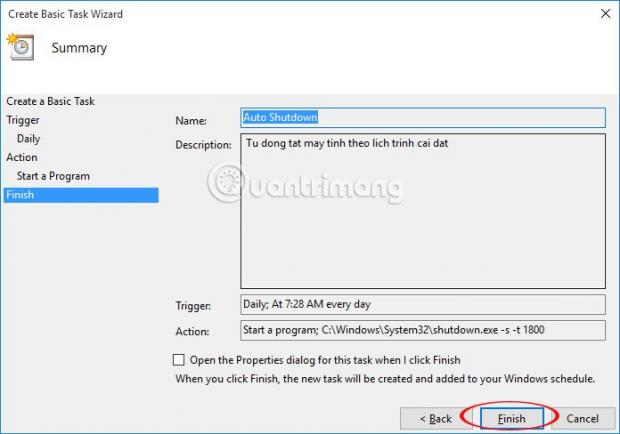 Create Basic Task Wizard
Summary
Create a Basic Task
Trigger
Daily
Action
Start a Program
Finish
Name: Auto Shutdown
Description: Tu dong tat may tinh theo lich trinh cai dat
Quantrimang
Trigger: Daily; At 7:28 AM every day
Action: Start a program; C:\Windows\System32\shutdown.exe -s -t 1800
Open the Properties dialog for this task when I click Finish
When you click Finish, the new task will be created and added to your Windows schedule.
< Back Finish Cancel